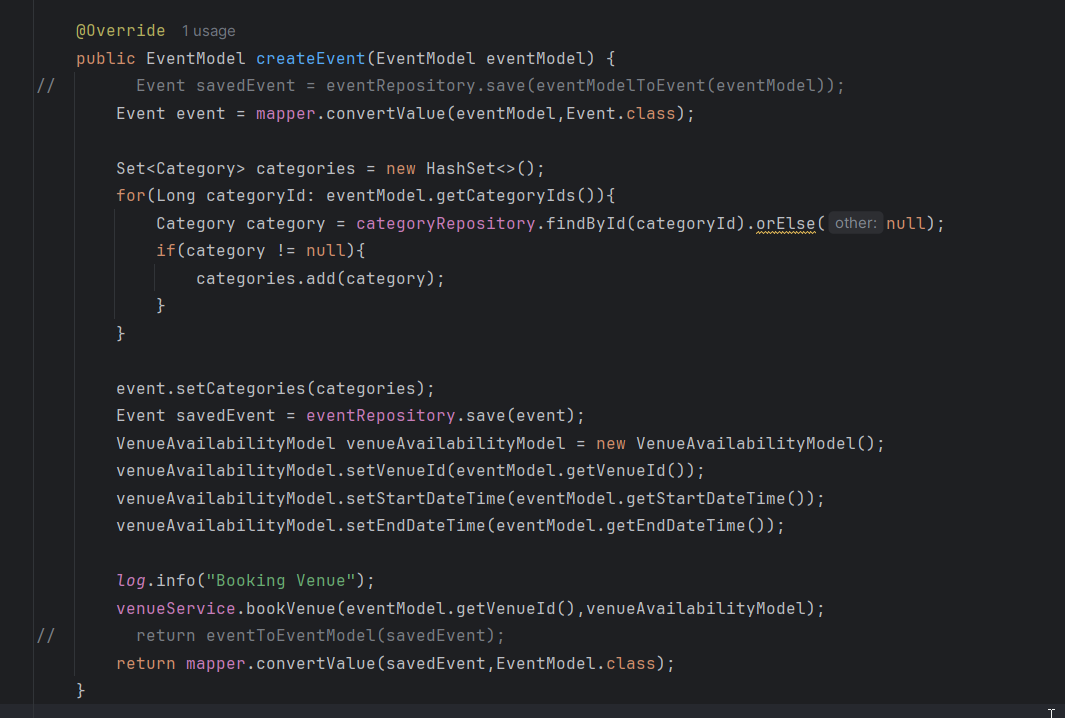 @Override 1 usage
public EventModel createEvent(EventModel eventModel) {
//        Event savedEvent = eventRepository.save(eventModelToEvent(eventModel));
    Event event = mapper.convertValue(eventModel,Event.class);

    Set<Category> categories = new HashSet<>();
    for(Long categoryId: eventModel.getCategoryIds()){
        Category category = categoryRepository.findById(categoryId).orElse( other: null);
        if(category != null){
            categories.add(category);
        }
    }

    event.setCategories(categories);
    Event savedEvent = eventRepository.save(event);
    VenueAvailabilityModel venueAvailabilityModel = new VenueAvailabilityModel();
    venueAvailabilityModel.setVenueId(eventModel.getVenueId());
    venueAvailabilityModel.setStartDateTime(eventModel.getStartDateTime());
    venueAvailabilityModel.setEndDateTime(eventModel.getEndDateTime());

    log.info("Booking Venue");
    venueService.bookVenue(eventModel.getVenueId(),venueAvailabilityModel);
//        return eventToEventModel(savedEvent);
    return mapper.convertValue(savedEvent,EventModel.class);
}